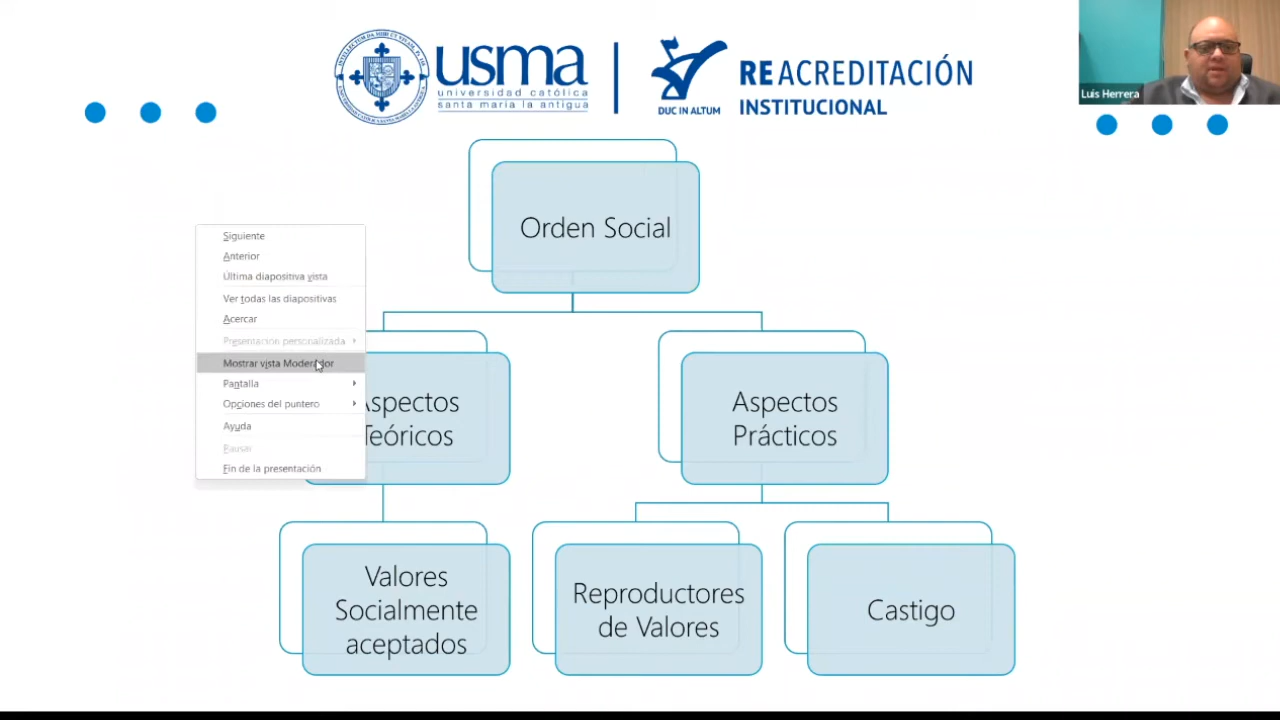 usma
universidad católica
santa maría la antigua
DUC IN ALTUM
REACREDITACIÓN
INSTITUCIONAL
Luis Herrera
Orden Social
Siguiente
Anterior
Última diapositiva vista
Ver todas las diapositivas
Acercar
Presentación personalizada
Mostrar vista Moderador
Pantalla
Opciones del puntero
Ayuda
Pausar
Fin de la presentación
Aspectos
Teóricos
Aspectos
Prácticos
Valores
Socialmente
aceptados
Reproductores
de Valores
Castigo